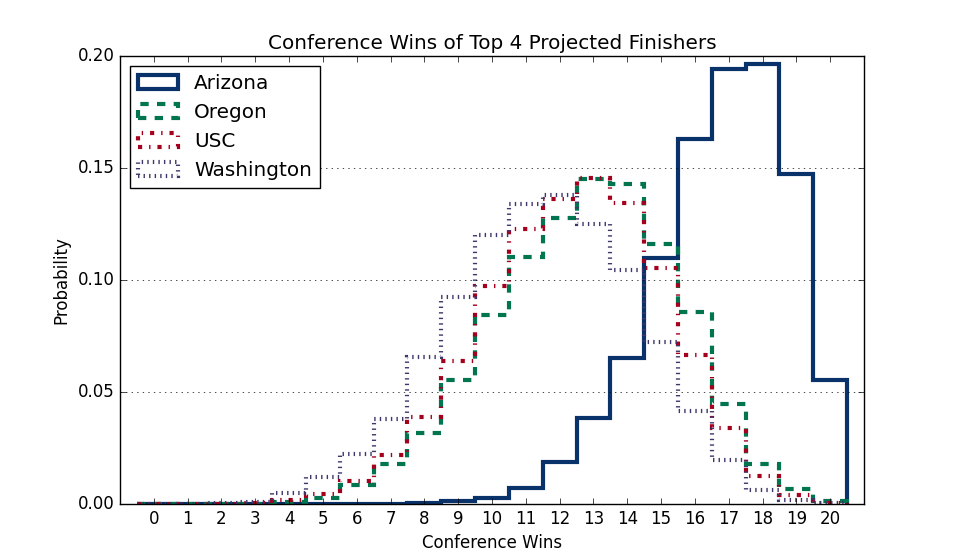 Conference Wins of Top 4 Projected Finishers
0.20
0.15
0.10
0.05
0.00
Probability
Arizona
Oregon
USC
Washington
0 1 2 3 4 5 6 7 8 9 10 11 12 13 14 15 16 17 18 19 20
Conference Wins